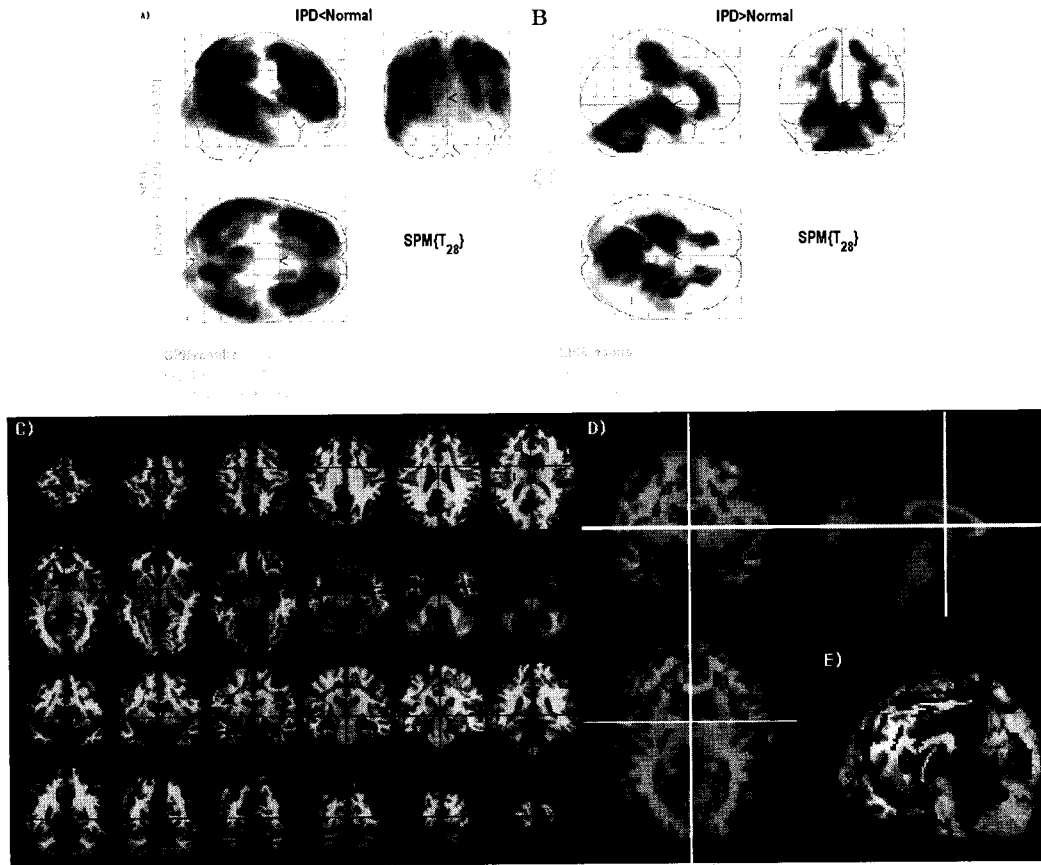 A)
IPD<Normal
SPM{T28}
B
IPD>Normal
SPM{T28}
C)
D)
E)